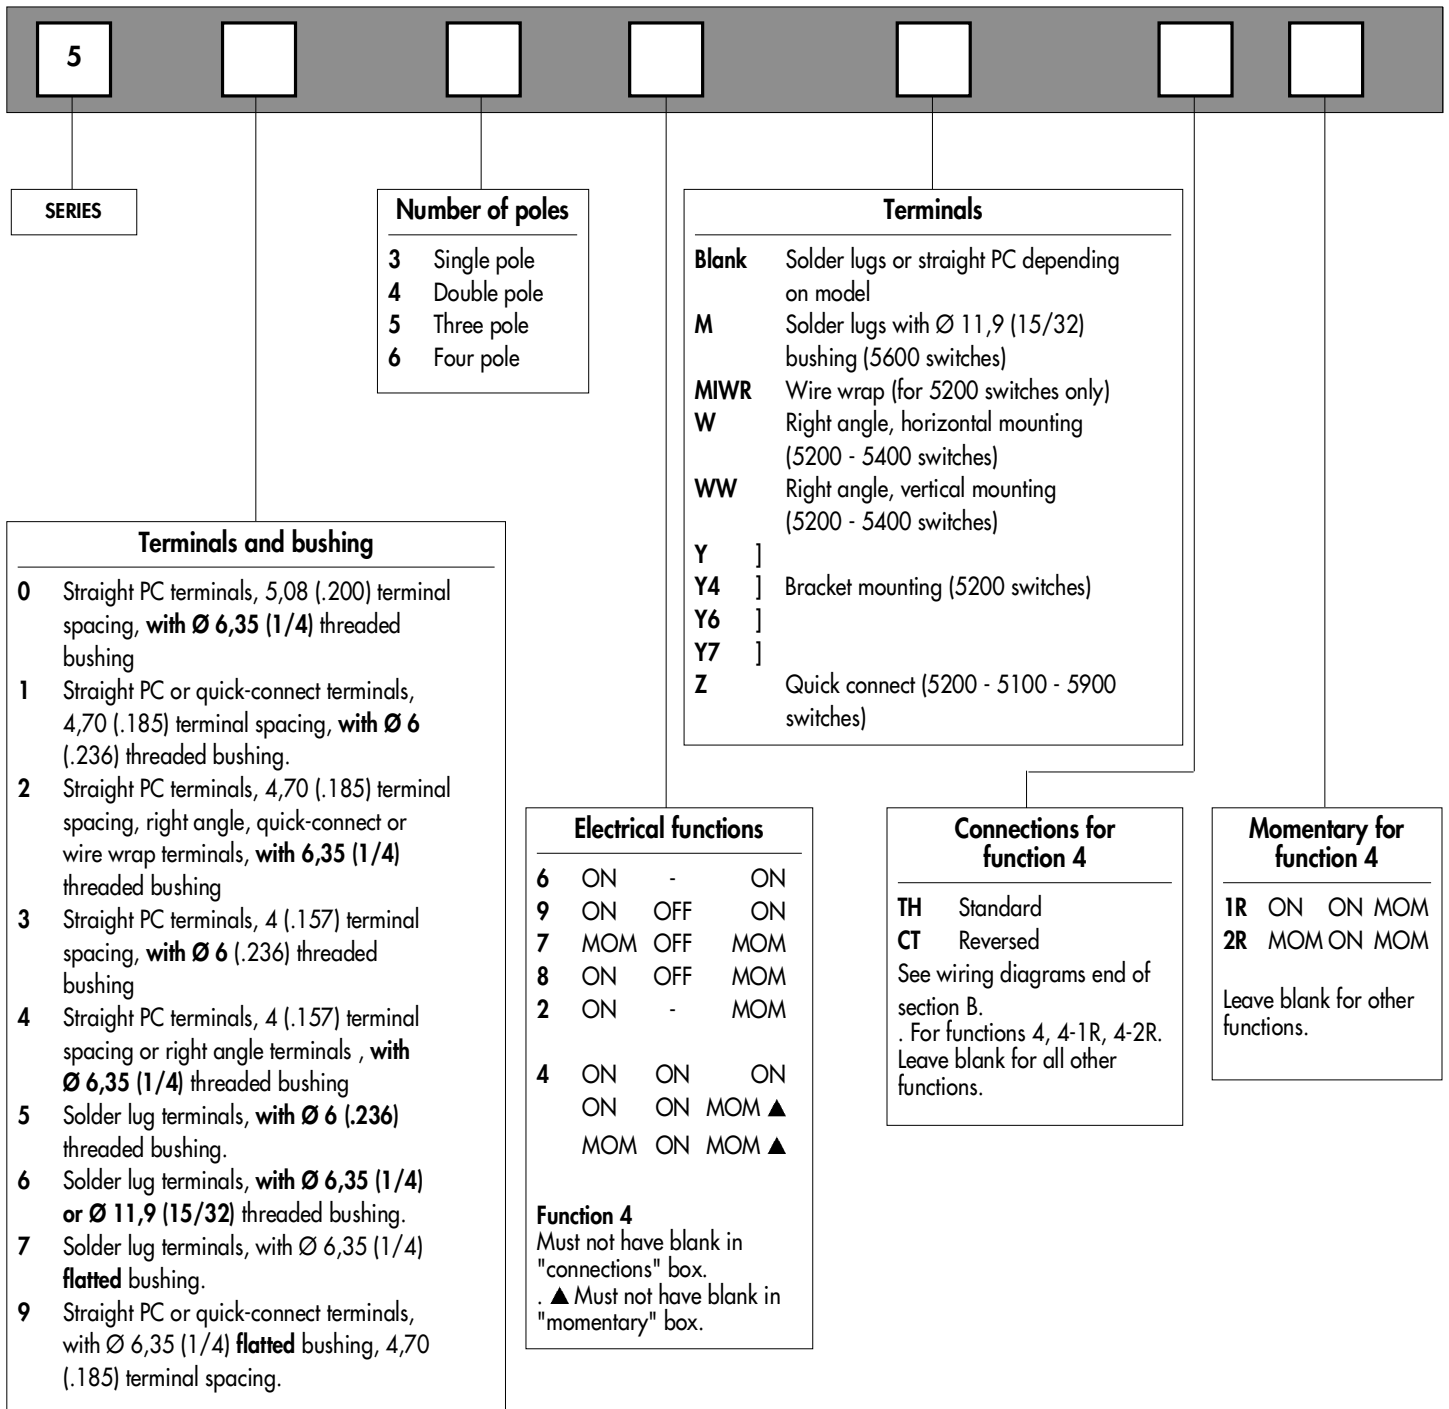 5
SERIES
Number of poles
3 Single pole
4 Double pole
5 Three pole
6 Four pole
Terminals
Blank Solder lugs or straight PC depending
on model
M Solder lugs with Ø 11,9 (15/32)
bushing (5600 switches)
MIWR Wire wrap (for 5200 switches only)
W Right angle, horizontal mounting
(5200 - 5400 switches)
WW Right angle, vertical mounting
(5200 - 5400 switches)
Y ]
Y4 ] Bracket mounting (5200 switches)
Y6 ]
Y7 ]
Z Quick connect (5200 - 5100 - 5900
switches)
Terminals and bushing
0 Straight PC terminals, 5,08 (.200) terminal
spacing, with Ø 6,35 (1/4) threaded
bushing
1 Straight PC or quick-connect terminals,
4,70 (.185) terminal spacing, with Ø 6
(.236) threaded bushing.
2 Straight PC terminals, 4,70 (.185) terminal
spacing, right angle, quick-connect or
wire wrap terminals, with 6,35 (1/4)
threaded bushing
3 Straight PC terminals, 4 (.157) terminal
spacing, with Ø 6 (.236) threaded
bushing
4 Straight PC terminals, 4 (.157) terminal
spacing or right angle terminals , with
Ø 6,35 (1/4) threaded bushing
5 Solder lug terminals, with Ø 6 (.236)
threaded bushing.
6 Solder lug terminals, with Ø 6,35 (1/4)
or Ø 11,9 (15/32) threaded bushing.
7 Solder lug terminals, with Ø 6,35 (1/4)
flatted bushing.
9 Straight PC or quick-connect terminals,
with Ø 6,35 (1/4) flatted bushing, 4,70
(.185) terminal spacing.
Electrical functions
6 ON - ON
9 ON OFF ON
7 MOM OFF MOM
8 ON OFF MOM
2 ON - MOM
4 ON ON ON
ON ON MOM ▲
MOM ON MOM ▲
Function 4
Must not have blank in
"connections" box.
. ▲ Must not have blank in
"momentary" box.
Connections for
function 4
TH Standard
CT Reversed
See wiring diagrams end of
section B.
. For functions 4, 4-1R, 4-2R.
Leave blank for all other
functions.
Momentary for
function 4
1R ON ON MOM
2R MOM ON MOM
Leave blank for other
functions.